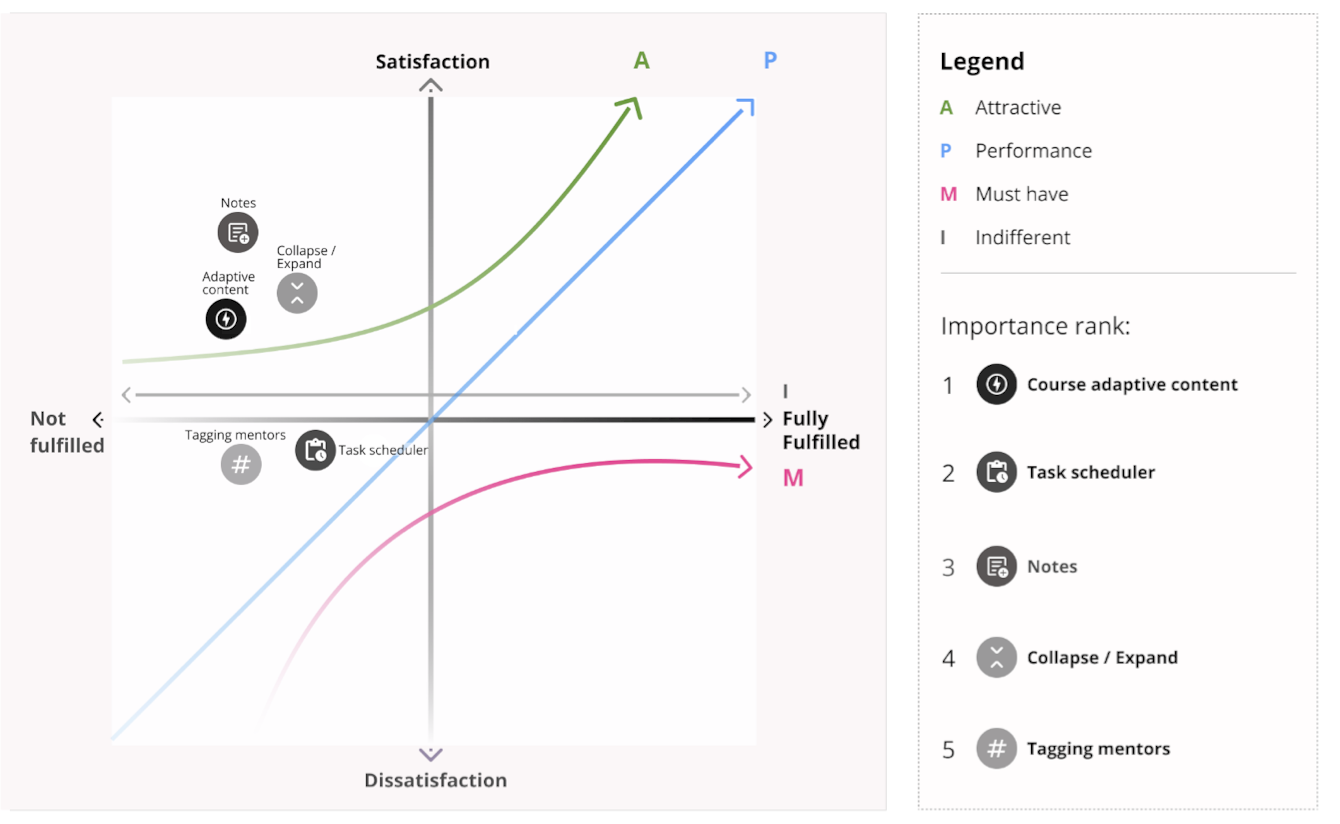 Satisfaction
A
P
Notes
Collapse /
Expand
Adaptive
content
I
Not
fulfilled
Fully
Fulfilled
Tagging mentors
#
Task scheduler
M
Dissatisfaction
Legend
A Attractive
P Performance
M Must have
I Indifferent
Importance rank:
1 Course adaptive content
2 Task scheduler
3 Notes
4 Collapse / Expand
5 # Tagging mentors